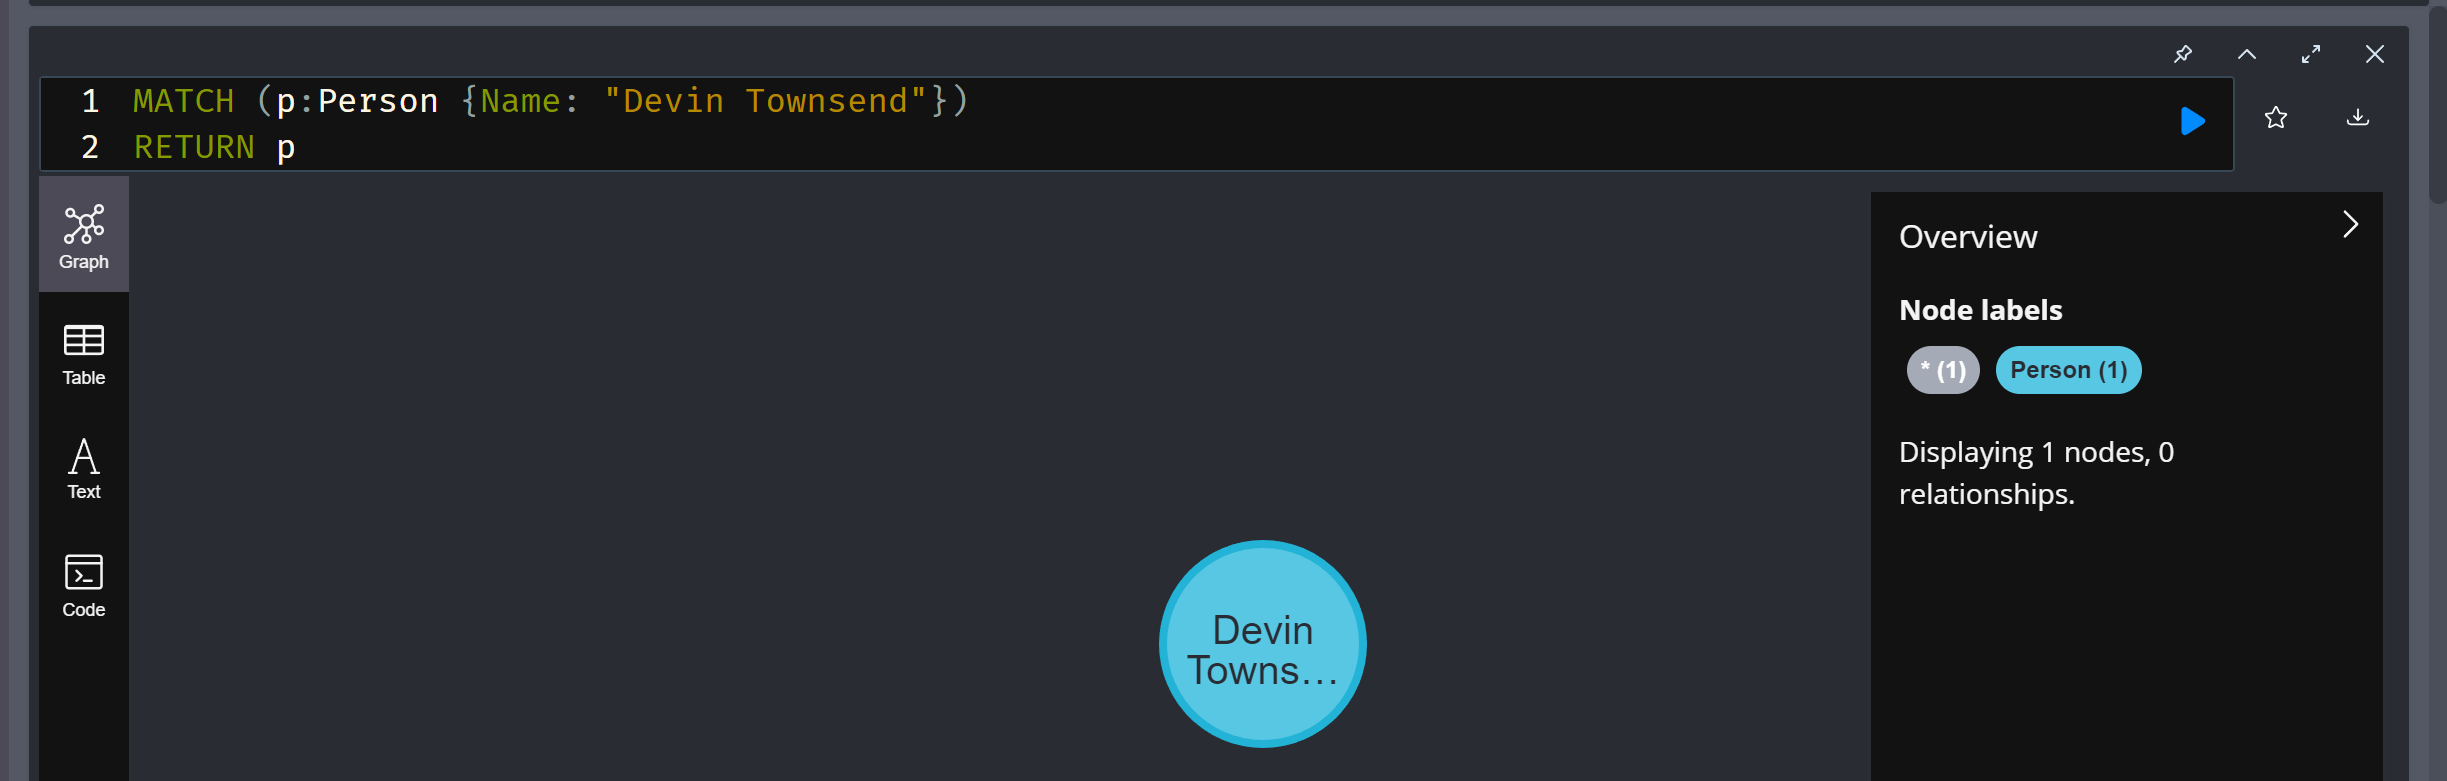 1 MATCH (p:Person {Name: "Devin Townsend"})
2 RETURN p
Graph
Table
Text
Code
Overview
Node labels
* (1) Person (1)
Displaying 1 nodes, 0
relationships.
Devin
Towns...